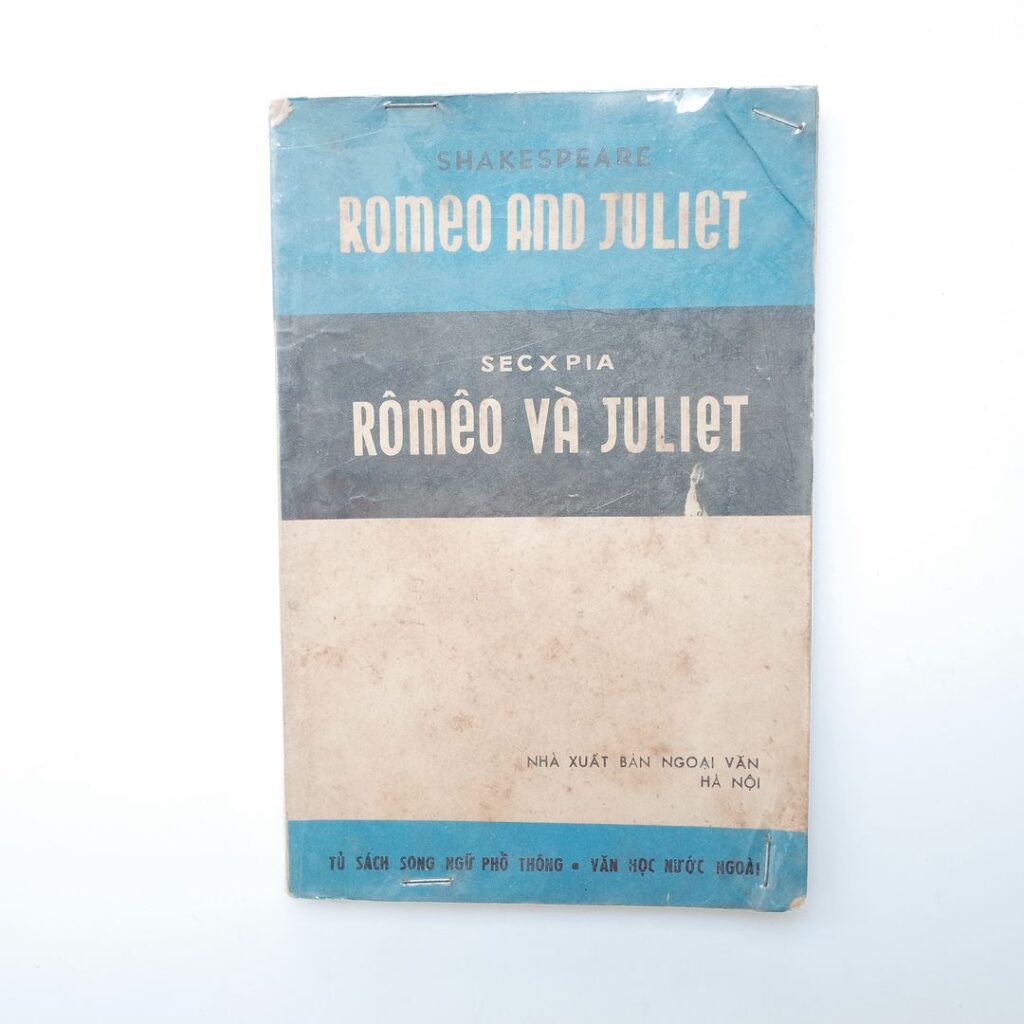 SHAKESPEARE
ROMEO AND JULIET
SECXPIA
RÔMÊO VÀ JULIET
NHÀ XUẤT BẢN NGOẠI VĂN
HÀ NỘI
TỦ SÁCH SONG NGỮ PHỔ THÔNG • VĂN HỌC NƯỚC NGOÀI